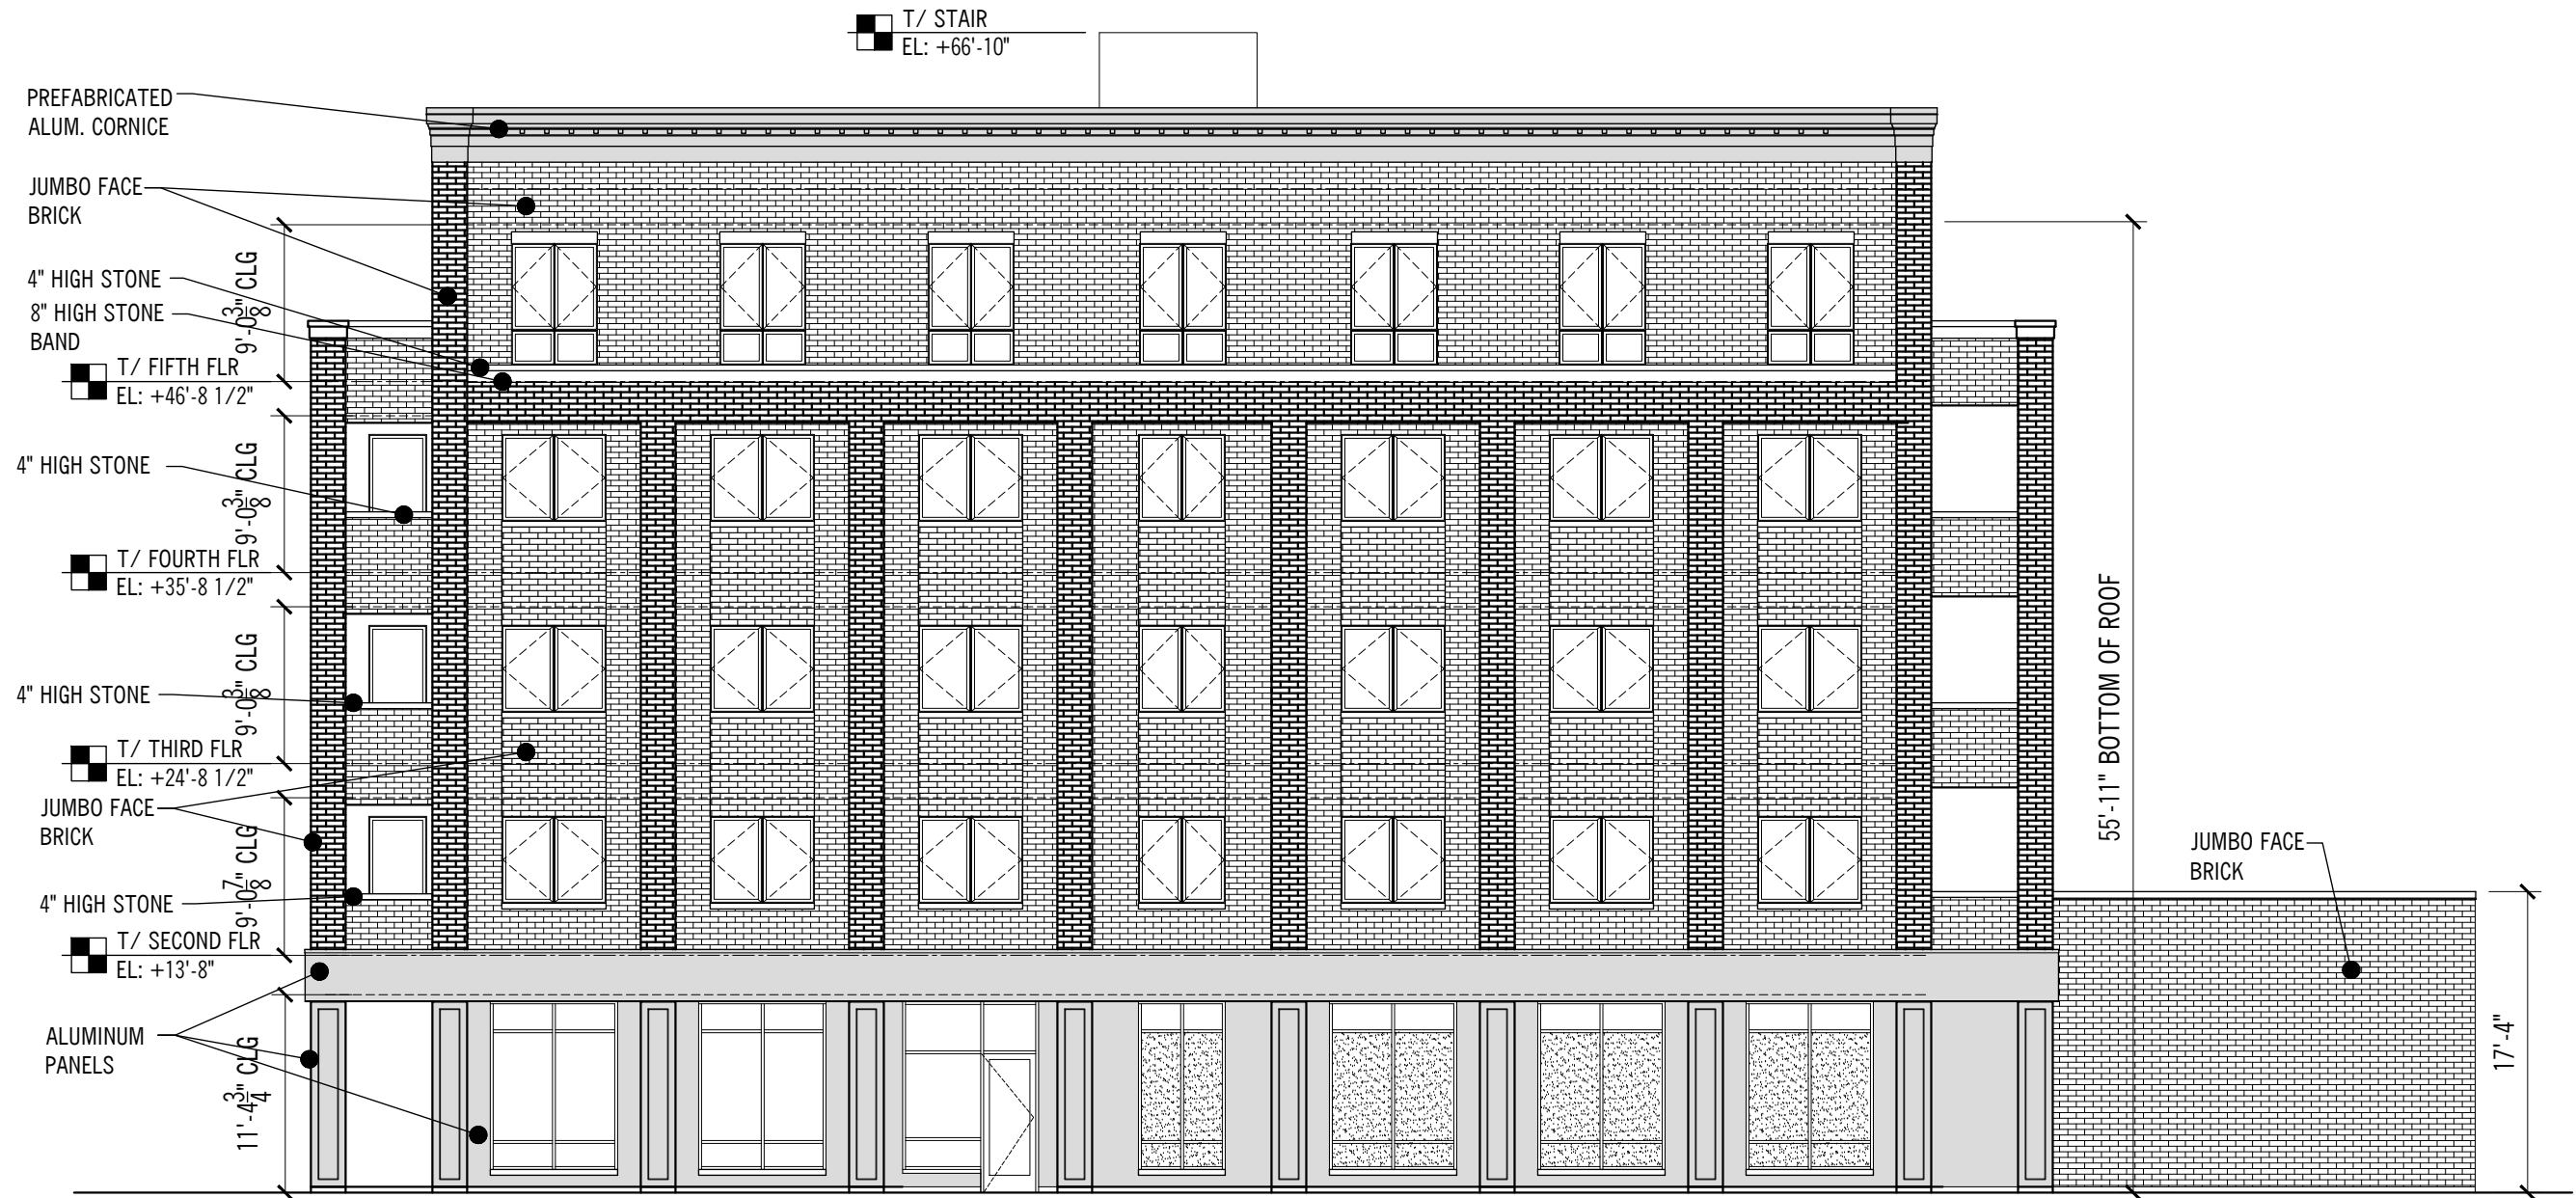 T/ STAIR
EL: +66'-10"
PREFABRICATED
ALUM. CORNICE
JUMBO FACE
BRICK
9'-0 3/8" CLG
4" HIGH STONE
8" HIGH STONE
BAND
T/ FIFTH FLR
EL: +46'-8 1/2"
9'-0 3/8" CLG
4" HIGH STONE
T/ FOURTH FLR
EL: +35'-8 1/2"
9'-0 3/8" CLG
4" HIGH STONE
T/ THIRD FLR
EL: +24'-8 1/2"
JUMBO FACE
BRICK
9'-0 7/8" CLG
4" HIGH STONE
T/ SECOND FLR
EL: +13'-8"
ALUMINUM
PANELS
11'-4 3/4" CLG
55'-11" BOTTOM OF ROOF
JUMBO FACE
BRICK
17'-4"